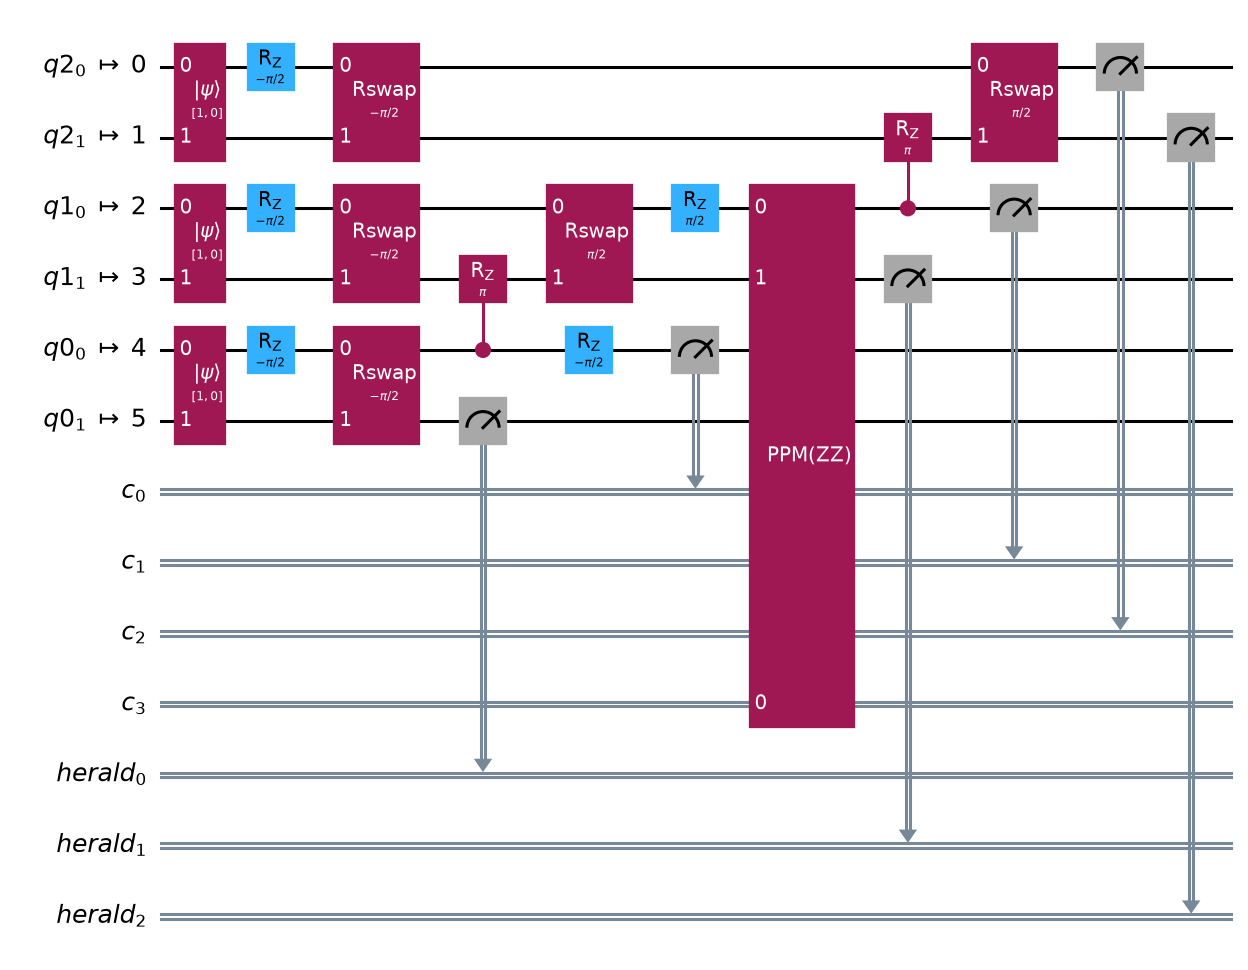 q2₀ ↦ 0
0 |ψ⟩ [1, 0] 1
R_Z −π/2
0 Rswap −π/2 1
0 Rswap π/2 1
q2₁ ↦ 1
R_Z π
q1₀ ↦ 2
0 |ψ⟩ [1, 0] 1
R_Z −π/2
0 Rswap −π/2 1
0 Rswap π/2 1
R_Z π/2
0
1
PPM(ZZ)
0
q1₁ ↦ 3
R_Z π
q0₀ ↦ 4
0 |ψ⟩ [1, 0] 1
R_Z −π/2
0 Rswap −π/2 1
R_Z −π/2
q0₁ ↦ 5
c₀
c₁
c₂
c₃
herald₀
herald₁
herald₂